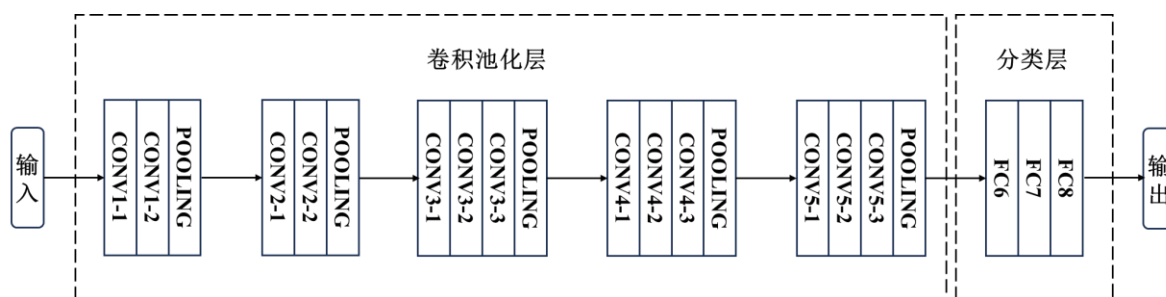 卷积池化层
分类层
输入
CONV1-1
CONV1-2
POOLING
CONV2-1
CONV2-2
POOLING
CONV3-1
CONV3-2
CONV3-3
POOLING
CONV4-1
CONV4-2
CONV4-3
POOLING
CONV5-1
CONV5-2
CONV5-3
POOLING
FC6
FC7
FC8
输出